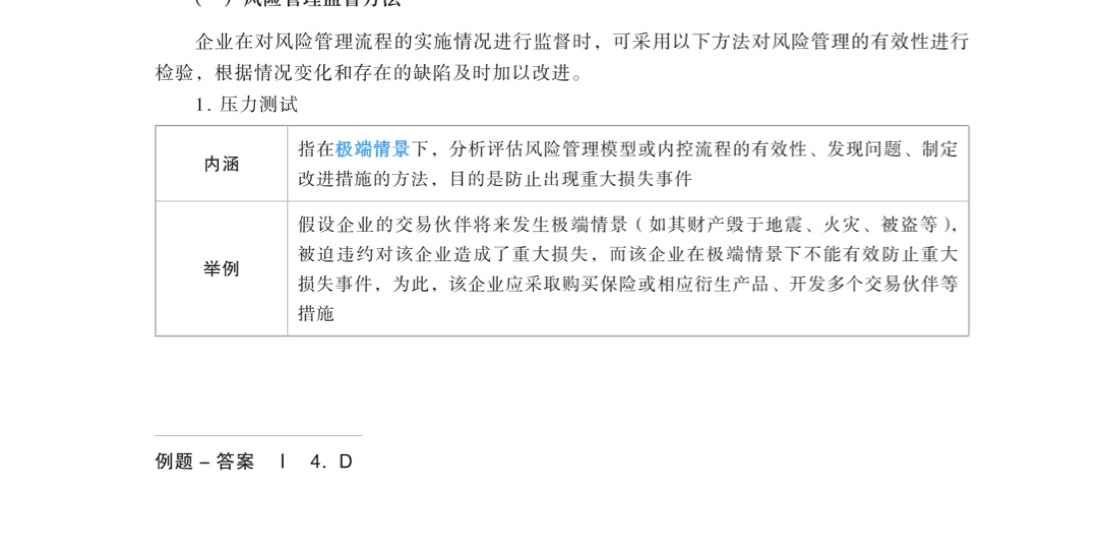 风险管理监督方法
企业在对风险管理流程的实施情况进行监督时，可采用以下方法对风险管理的有效性进行
检验，根据情况变化和存在的缺陷及时加以改进。
1. 压力测试
内涵
指在极端情景下，分析评估风险管理模型或内控流程的有效性、发现问题、制定
改进措施的方法，目的是防止出现重大损失事件
举例
假设企业的交易伙伴将来发生极端情景（如其财产毁于地震、火灾、被盗等），
被迫违约对该企业造成了重大损失，而该企业在极端情景下不能有效防止重大
损失事件，为此，该企业应采取购买保险或相应衍生产品、开发多个交易伙伴等
措施
例题 – 答案 | 4. D